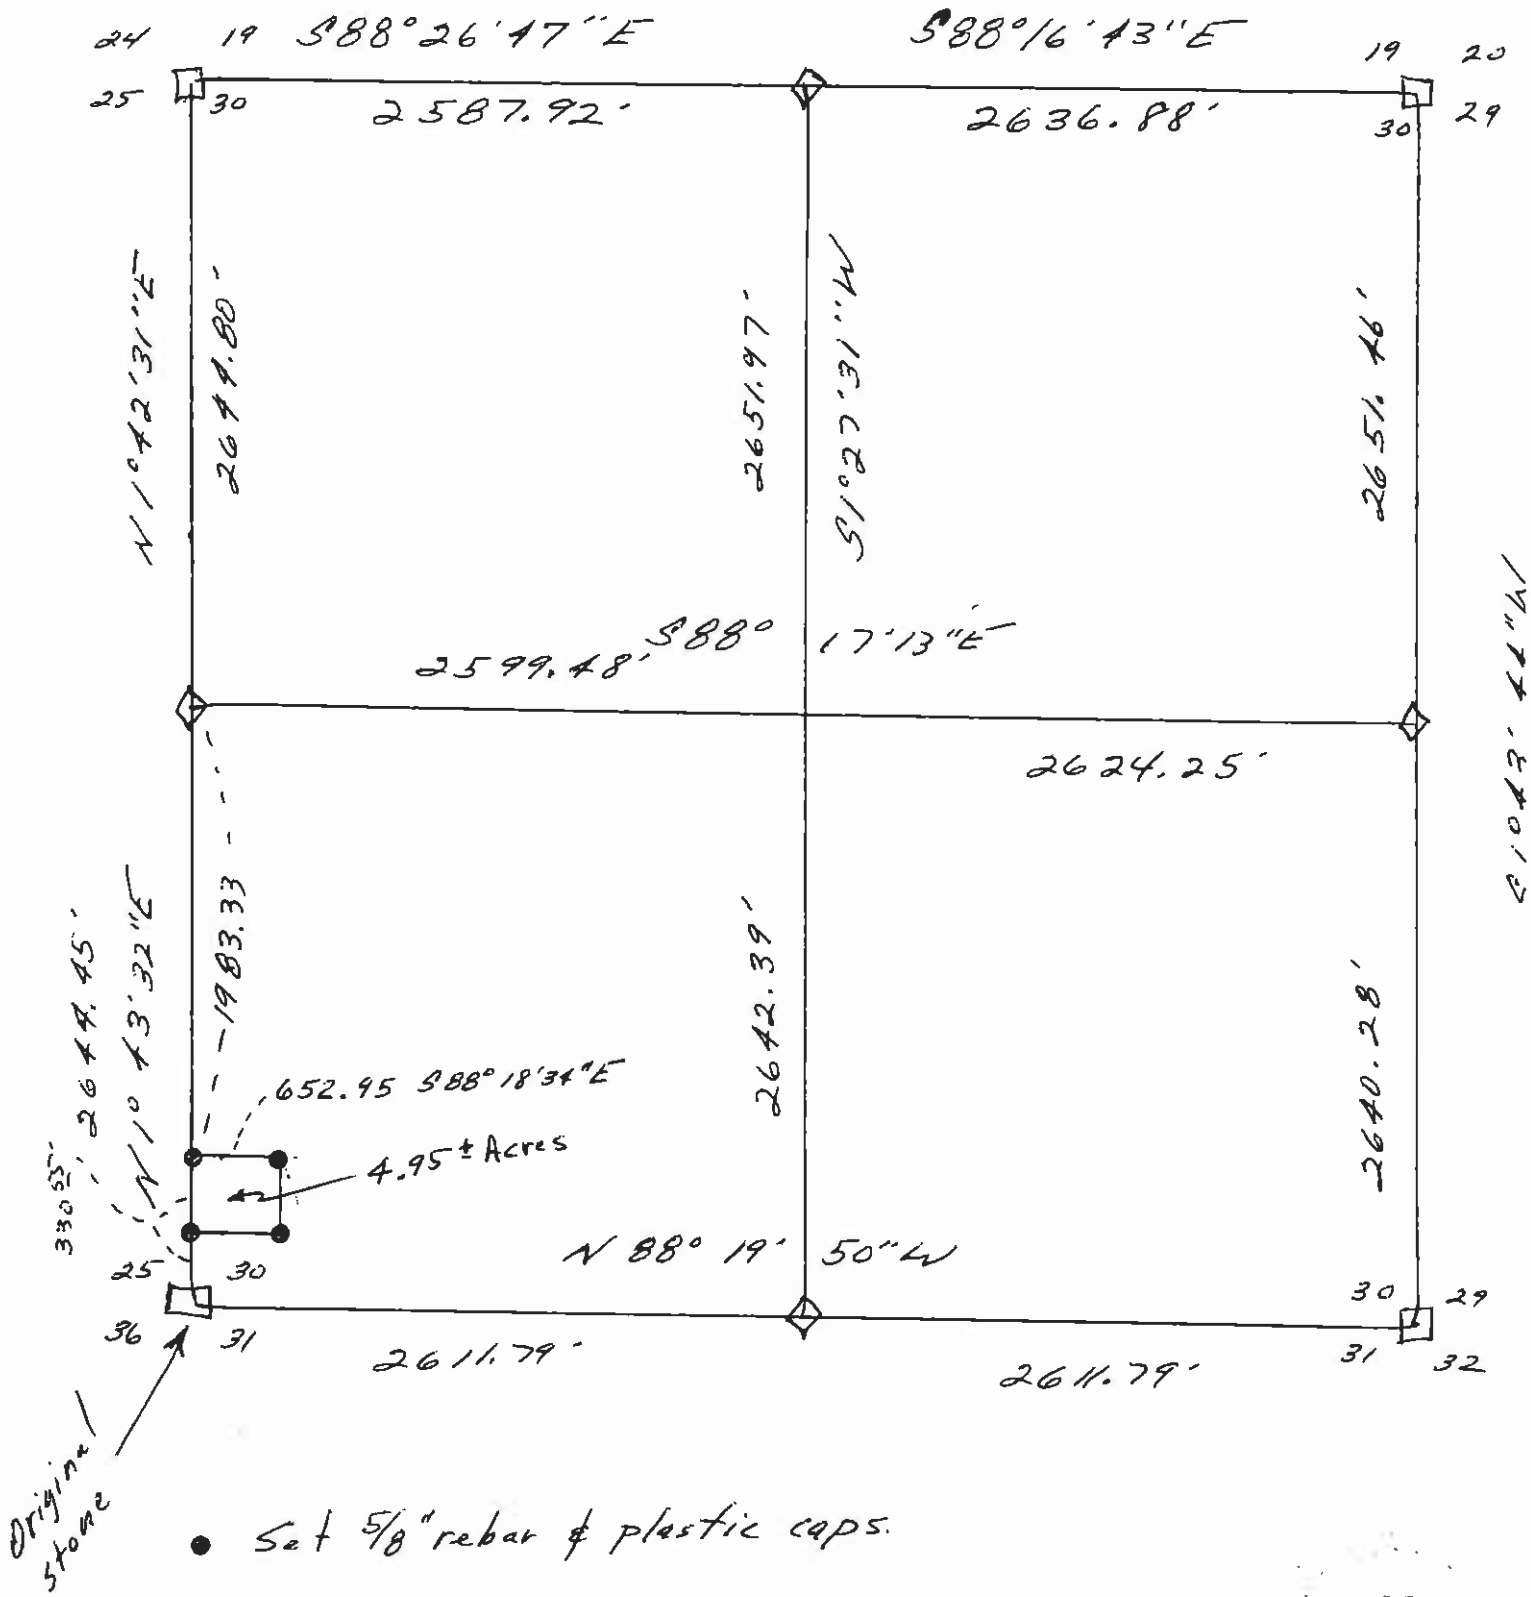 24 19 S88°26'47"E S88°16'43"E 19 20
25 30 2587.92' 2636.88' 30 29
N1°42'31"E
2644.80'
2651.97'
S1°27'31"W
2651.46'
S88° 17'13"E
2599.48'
2624.25'
S1°43'44"W
2644.45'
N1°43'32"E
1983.33
2642.39'
2640.28'
652.95 S88°18'34"E
4.95± Acres
330.55'
N 88° 19' 50" W
25 30 30 29
36 31 31 32
2611.79' 2611.79'
Original
stone
● Set 5/8" rebar & plastic caps.